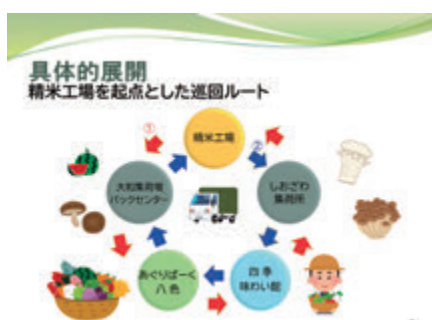 具体的展開
精米工場を起点とした巡回ルート
精米工場
①
②
大和集荷場
パックセンター
しおざわ
集荷所
あぐりぱーく
八色
四季
味わい館